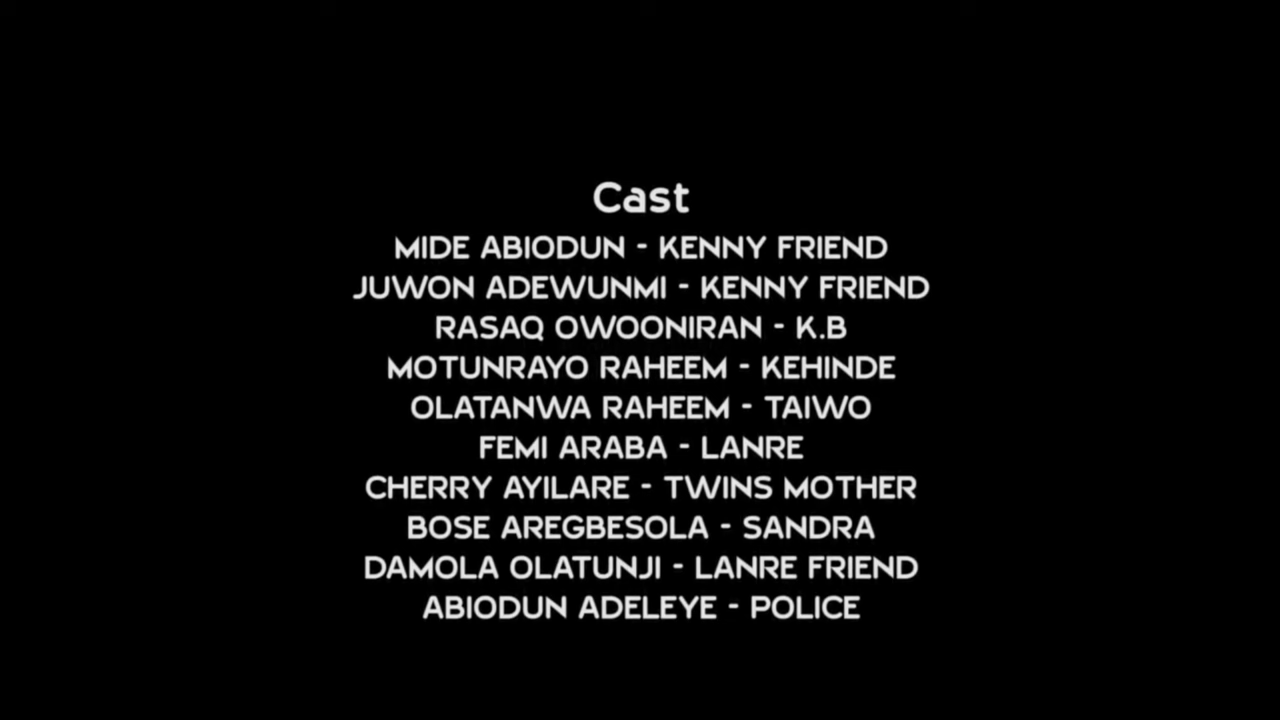 Cast
MIDE ABIODUN - KENNY FRIEND
JUWON ADEWUNMI - KENNY FRIEND
RASAQ OWOONIRAN - K.B
MOTUNRAYO RAHEEM - KEHINDE
OLATANWA RAHEEM - TAIWO
FEMI ARABA - LANRE
CHERRY AYILARE - TWINS MOTHER
BOSE AREGBESOLA - SANDRA
DAMOLA OLATUNJI - LANRE FRIEND
ABIODUN ADELEYE - POLICE